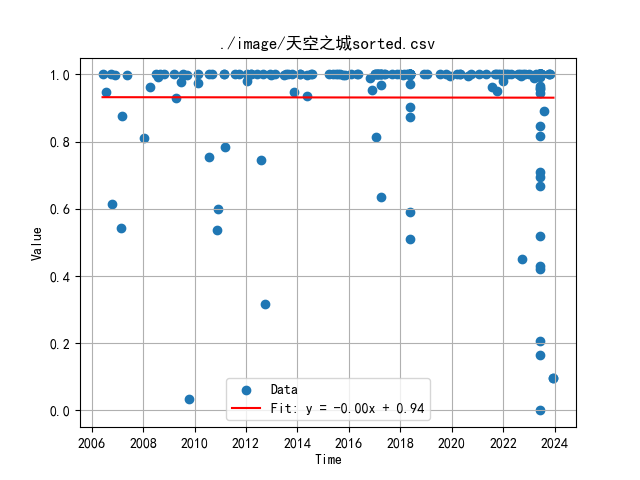 ./image/天空之城sorted.csv
1.0
0.8
0.6
0.4
0.2
0.0
Value
Data
Fit: y = -0.00x + 0.94
2006 2008 2010 2012 2014 2016 2018 2020 2022 2024
Time